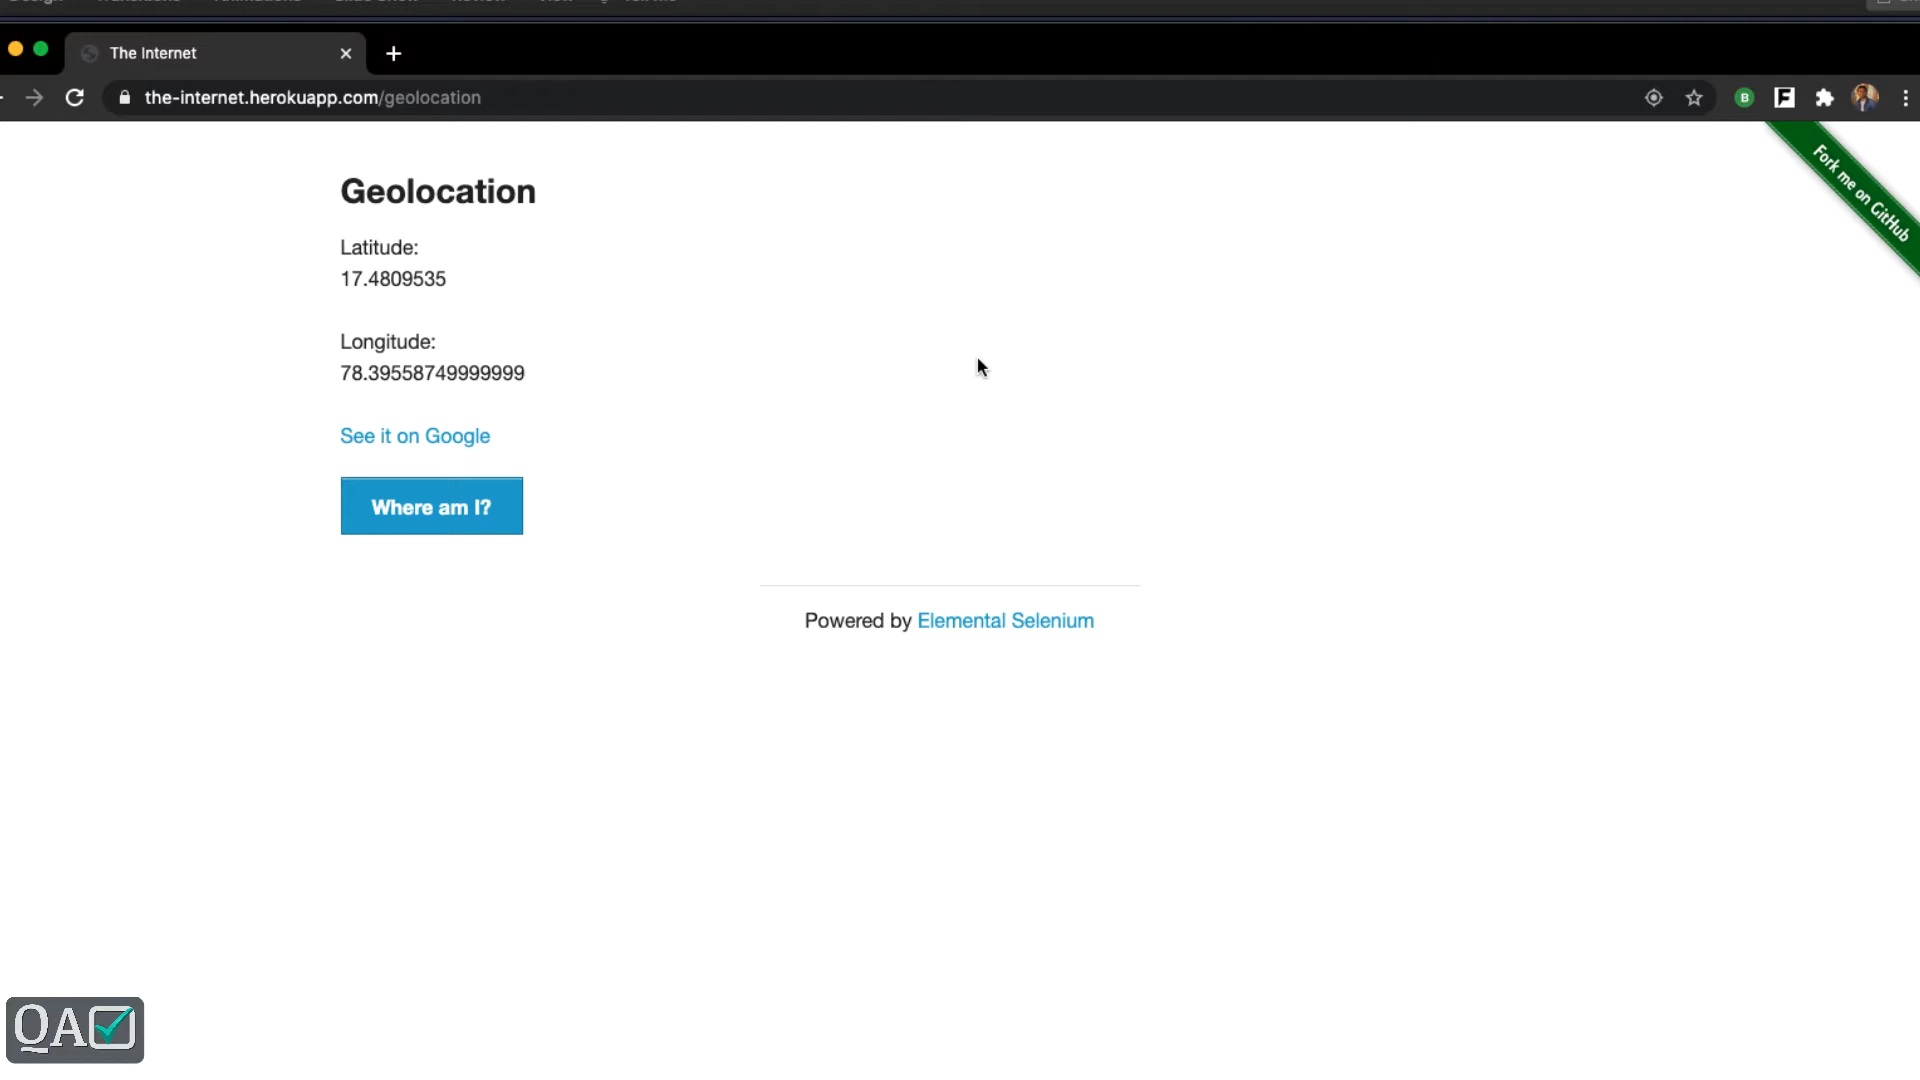 The Internet
the-internet.herokuapp.com/geolocation
B
F
Fork me on GitHub
Geolocation
Latitude:
17.4809535
Longitude:
78.39558749999999
See it on Google
Where am I?
Powered by Elemental Selenium
QA